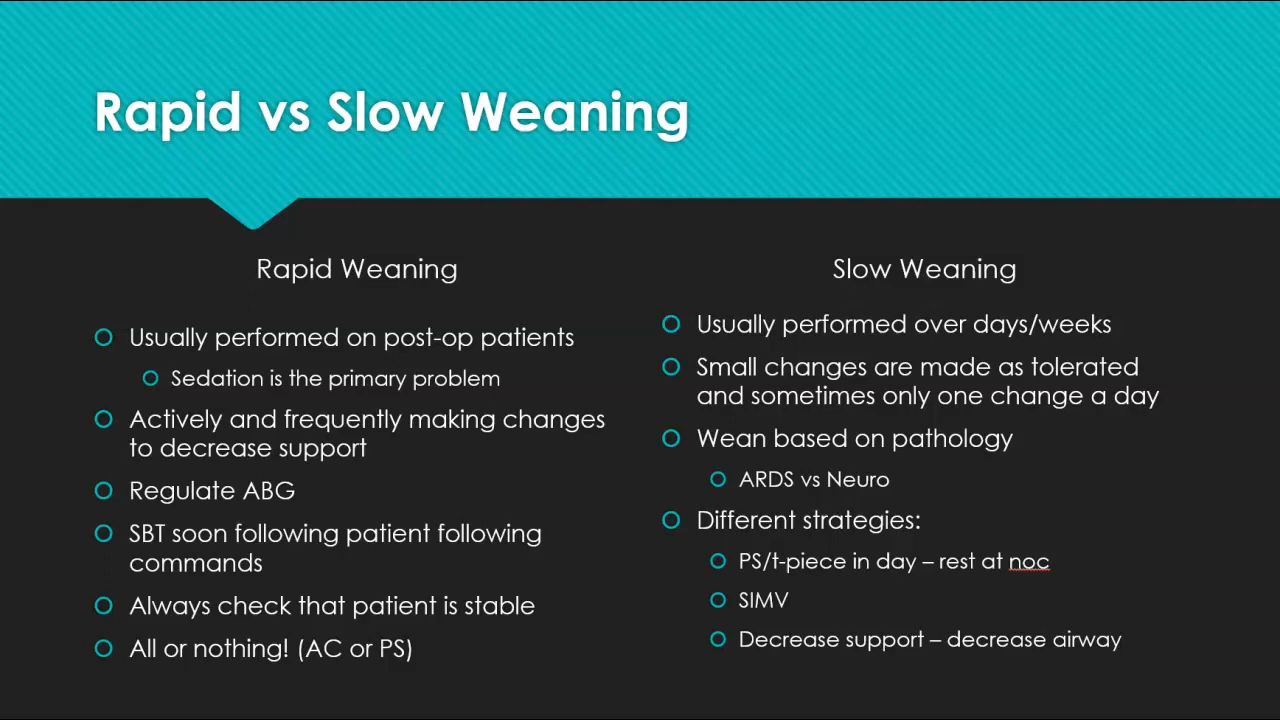 Rapid vs Slow Weaning
Rapid Weaning
Usually performed on post-op patients
Sedation is the primary problem
Actively and frequently making changes
to decrease support
Regulate ABG
SBT soon following patient following
commands
Always check that patient is stable
All or nothing! (AC or PS)
Slow Weaning
Usually performed over days/weeks
Small changes are made as tolerated
and sometimes only one change a day
Wean based on pathology
ARDS vs Neuro
Different strategies:
PS/t-piece in day – rest at noc
SIMV
Decrease support – decrease airway